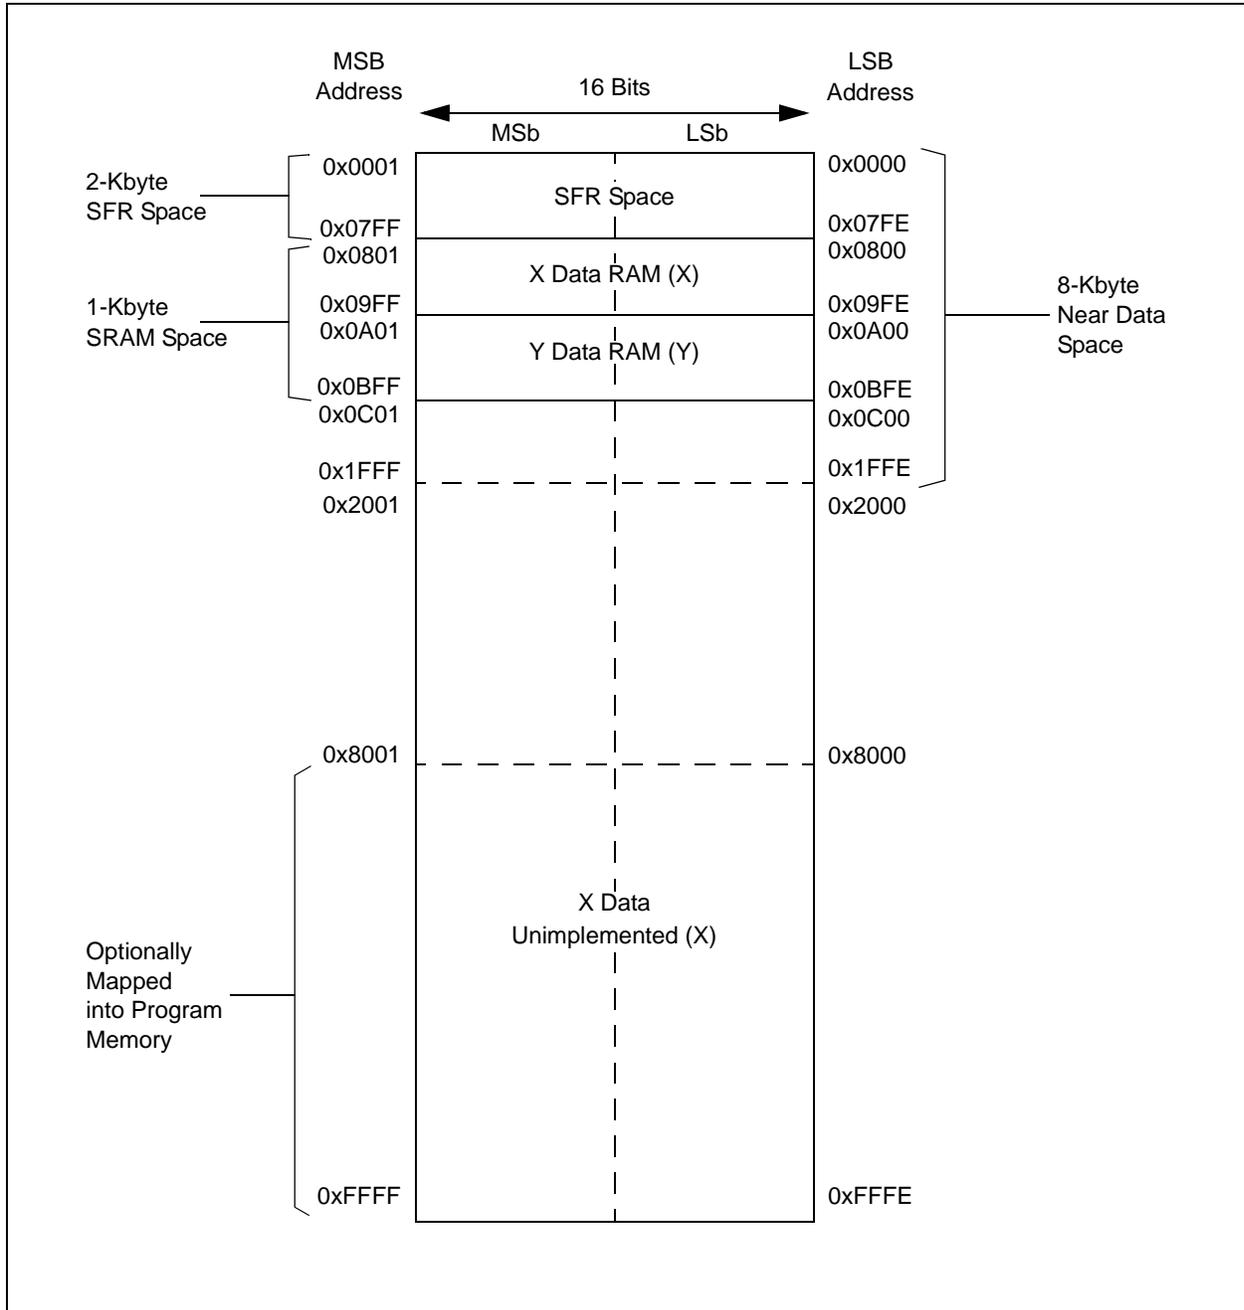 MSB
Address
16 Bits
LSB
Address
MSb
LSb
0x0001
0x0000
2-Kbyte
SFR Space
SFR Space
0x07FF
0x07FE
0x0801
0x0800
X Data RAM (X)
1-Kbyte
SRAM Space
0x09FF
0x09FE
0x0A01
0x0A00
8-Kbyte
Near Data
Space
Y Data RAM (Y)
0x0BFF
0x0BFE
0x0C01
0x0C00
0x1FFF
0x1FFE
0x2001
0x2000
0x8001
0x8000
X Data
Unimplemented (X)
Optionally
Mapped
into Program
Memory
0xFFFF
0xFFFE